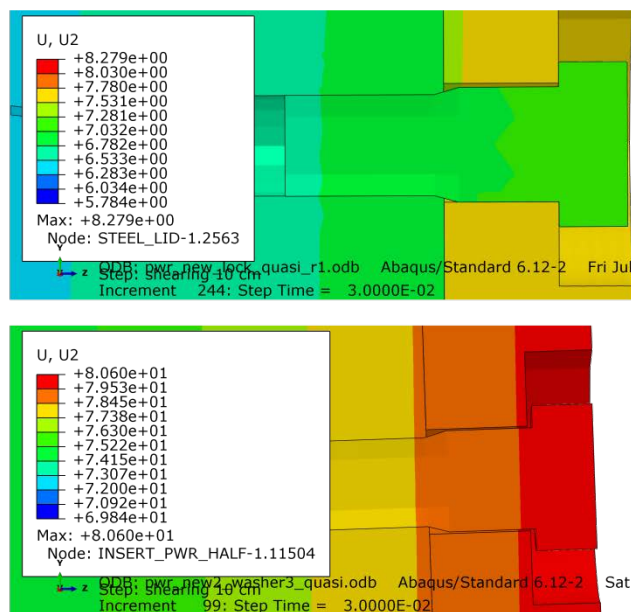 U, U2
+8.279e+00
+8.030e+00
+7.780e+00
+7.531e+00
+7.281e+00
+7.032e+00
+6.782e+00
+6.533e+00
+6.283e+00
+6.034e+00
+5.784e+00
Max: +8.279e+00
Node: STEEL_LID-1.2563
Y
Z
ODB: pwr_new_lock_quasi_r1.odb Abaqus/Standard 6.12-2 Fri Jul
Step: shearing 10 cm
Increment 244: Step Time = 3.0000E-02
U, U2
+8.060e+01
+7.953e+01
+7.845e+01
+7.738e+01
+7.630e+01
+7.522e+01
+7.415e+01
+7.307e+01
+7.200e+01
+7.092e+01
+6.984e+01
Max: +8.060e+01
Node: INSERT_PWR_HALF-1.11504
Y
Z
ODB: pwr_new2_washer3_quasi.odb Abaqus/Standard 6.12-2 Sat
Step: shearing 10 cm
Increment 99: Step Time = 3.0000E-02